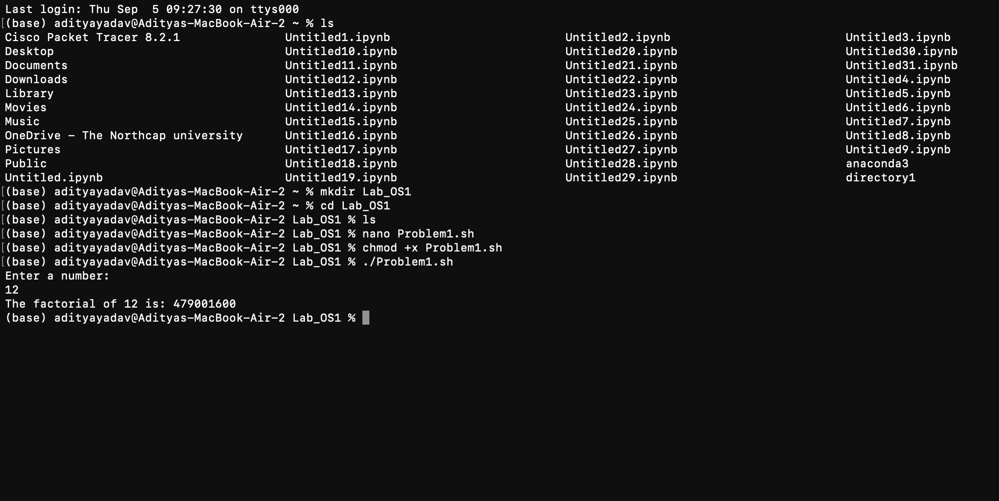 Last login: Thu Sep  5 09:27:30 on ttys000
[(base) adityayadav@Adityas-MacBook-Air-2 ~ % ls
Cisco Packet Tracer 8.2.1               Untitled1.ipynb                         Untitled2.ipynb                         Untitled3.ipynb
Desktop                                 Untitled10.ipynb                        Untitled20.ipynb                        Untitled30.ipynb
Documents                               Untitled11.ipynb                        Untitled21.ipynb                        Untitled31.ipynb
Downloads                               Untitled12.ipynb                        Untitled22.ipynb                        Untitled4.ipynb
Library                                 Untitled13.ipynb                        Untitled23.ipynb                        Untitled5.ipynb
Movies                                  Untitled14.ipynb                        Untitled24.ipynb                        Untitled6.ipynb
Music                                   Untitled15.ipynb                        Untitled25.ipynb                        Untitled7.ipynb
OneDrive - The Northcap university      Untitled16.ipynb                        Untitled26.ipynb                        Untitled8.ipynb
Pictures                                Untitled17.ipynb                        Untitled27.ipynb                        Untitled9.ipynb
Public                                  Untitled18.ipynb                        Untitled28.ipynb                        anaconda3
Untitled.ipynb                          Untitled19.ipynb                        Untitled29.ipynb                        directory1
[(base) adityayadav@Adityas-MacBook-Air-2 ~ % mkdir Lab_OS1
[(base) adityayadav@Adityas-MacBook-Air-2 ~ % cd Lab_OS1
[(base) adityayadav@Adityas-MacBook-Air-2 Lab_OS1 % ls
[(base) adityayadav@Adityas-MacBook-Air-2 Lab_OS1 % nano Problem1.sh
[(base) adityayadav@Adityas-MacBook-Air-2 Lab_OS1 % chmod +x Problem1.sh
[(base) adityayadav@Adityas-MacBook-Air-2 Lab_OS1 % ./Problem1.sh
Enter a number:
12
The factorial of 12 is: 479001600
(base) adityayadav@Adityas-MacBook-Air-2 Lab_OS1 %